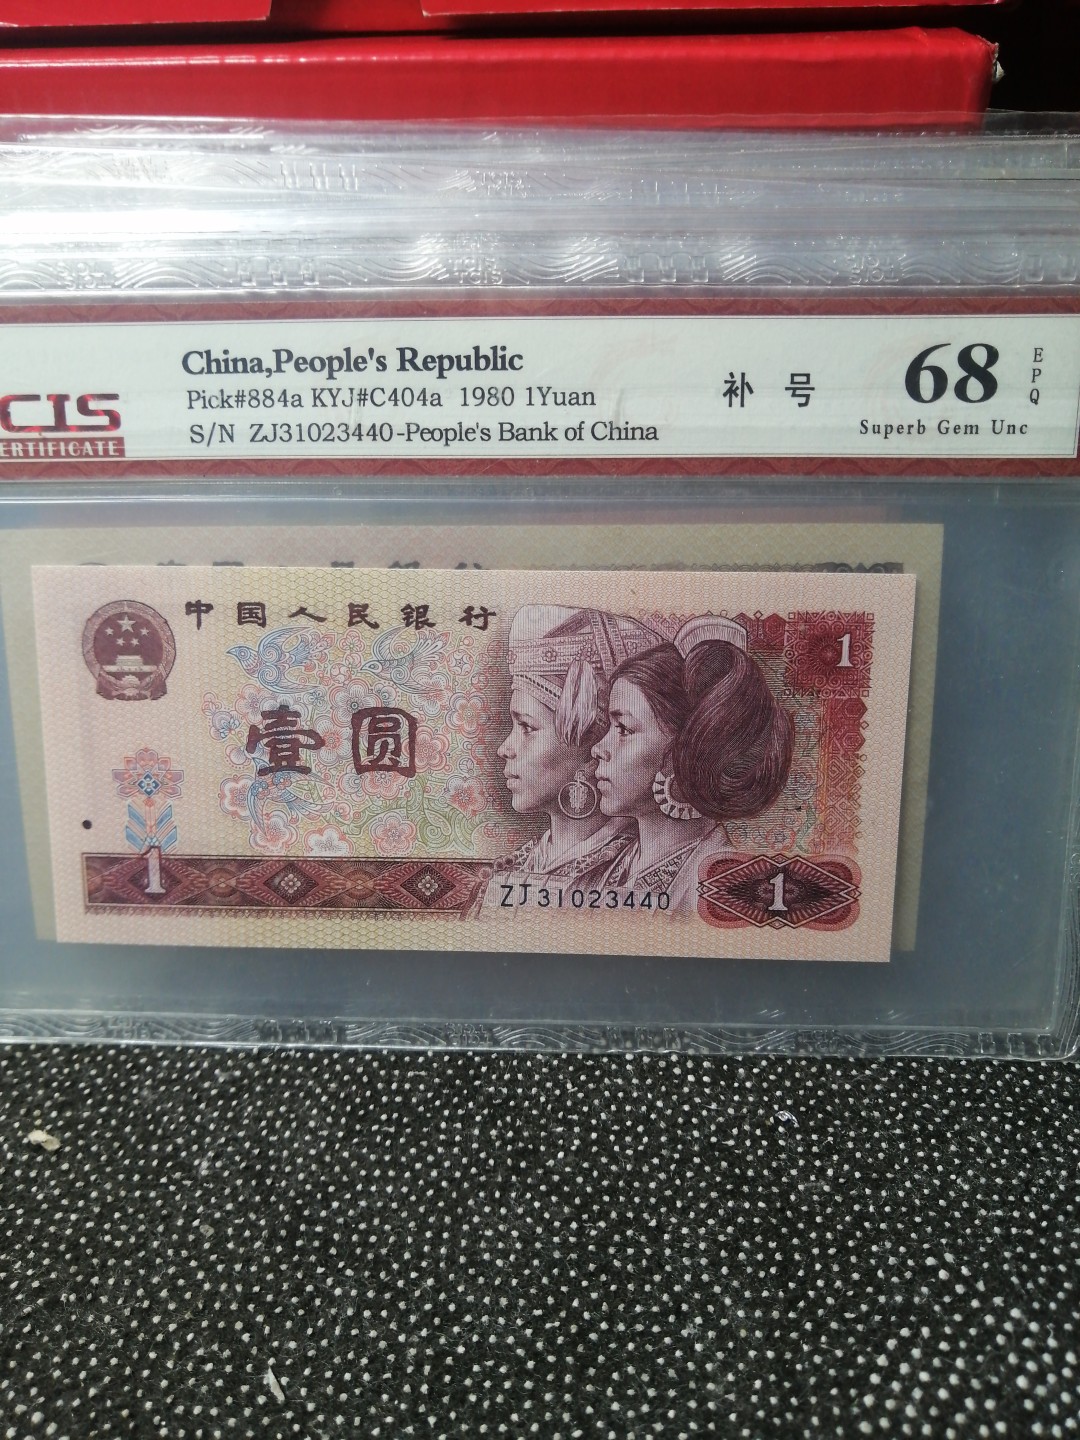 China,People's Republic
Pick#884a KYJ#C404a 1980 1Yuan
S/N ZJ31023440-People's Bank of China
补 号
68
EPQ
Superb Gem Unc
CIS
ERTIFICATE
中国人民银行
1
壹圆
1
ZJ31023440
1